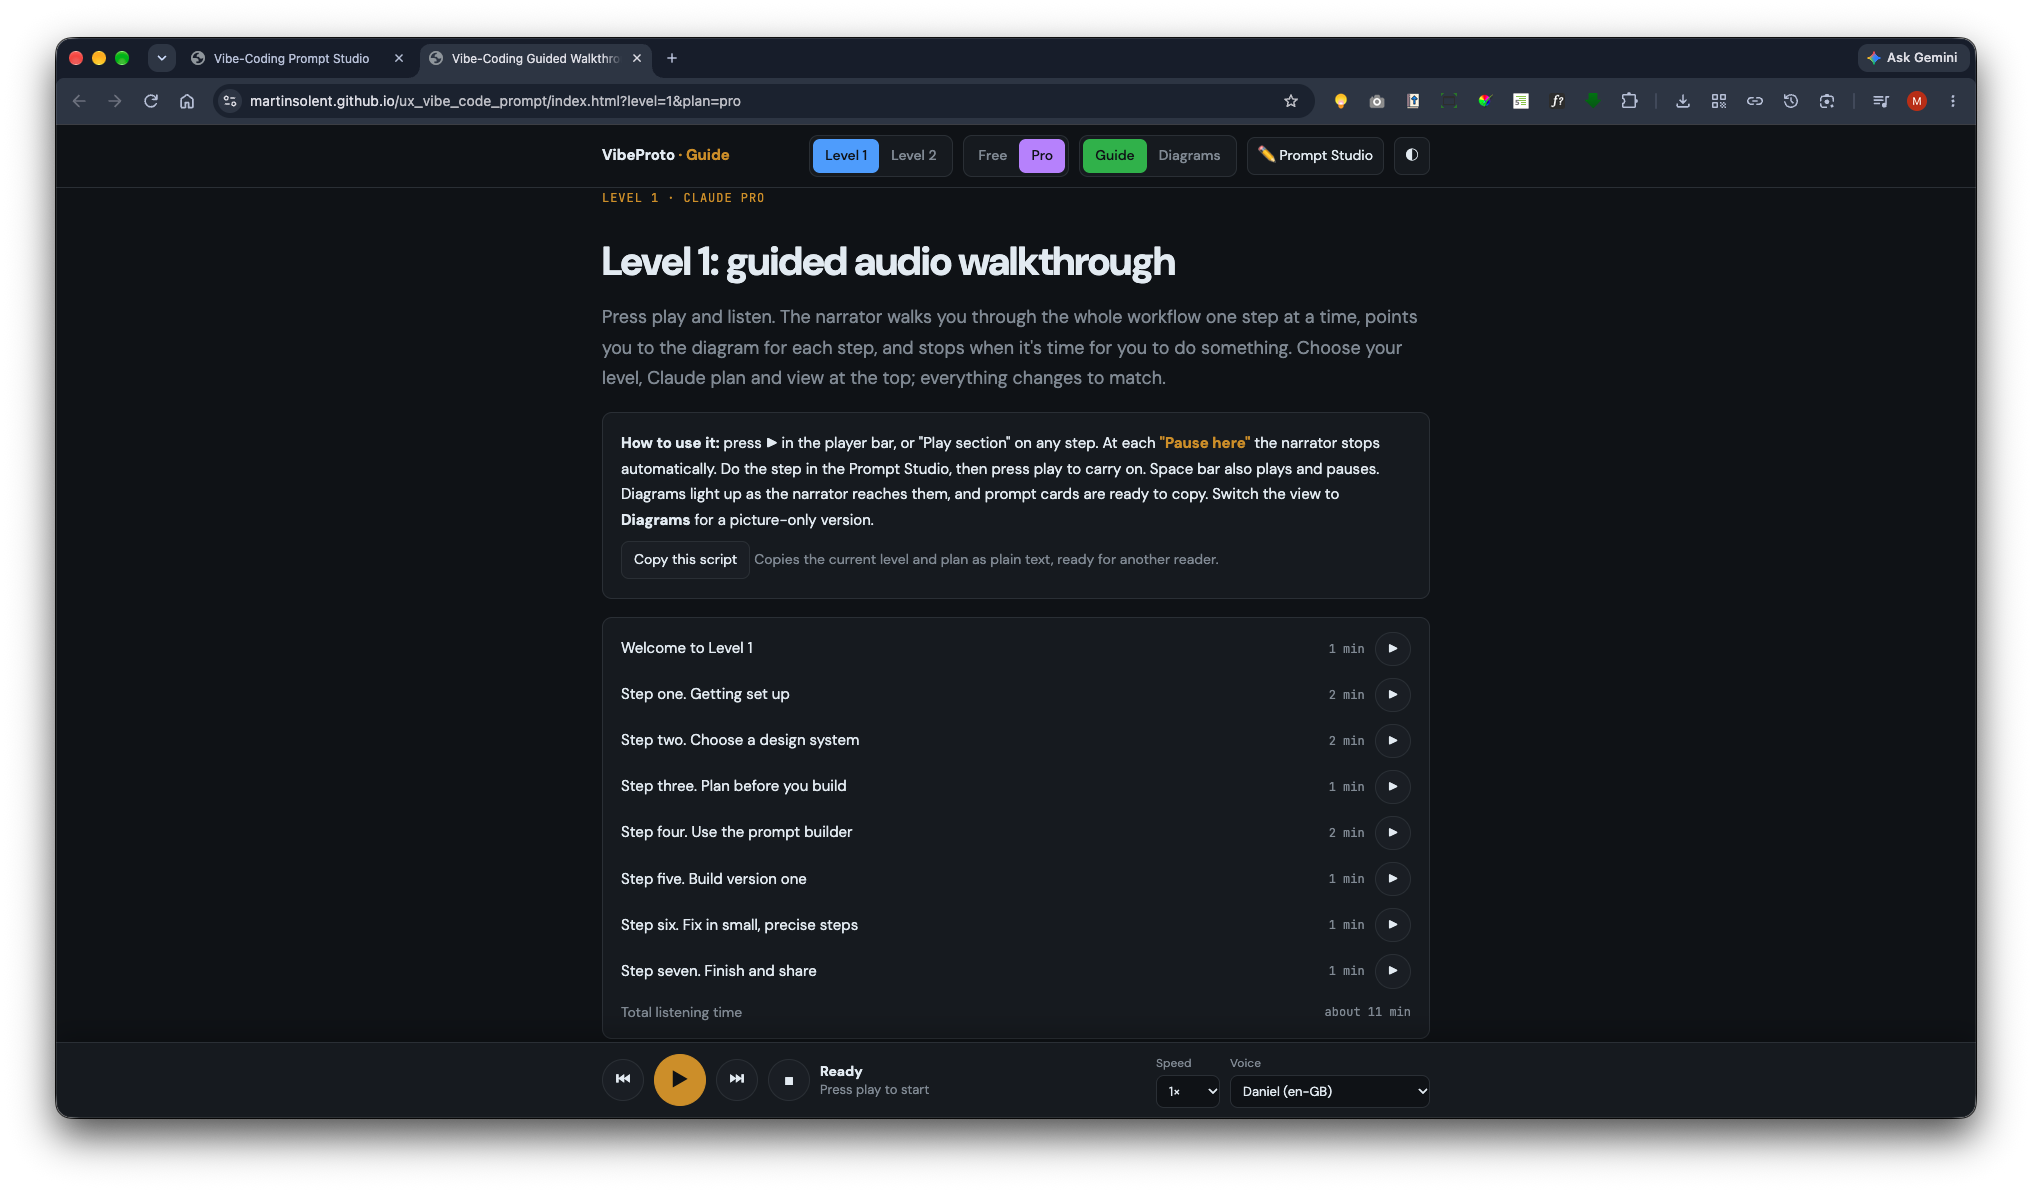 Vibe-Coding Prompt Studio
Vibe-Coding Guided Walkthro
Ask Gemini
martinsolent.github.io/ux_vibe_code_prompt/index.html?level=1&plan=pro
M
VibeProto · Guide
Level 1 Level 2
Free Pro
Guide Diagrams
✏️ Prompt Studio
LEVEL 1 · CLAUDE PRO
Level 1: guided audio walkthrough
Press play and listen. The narrator walks you through the whole workflow one step at a time, points
you to the diagram for each step, and stops when it's time for you to do something. Choose your
level, Claude plan and view at the top; everything changes to match.
How to use it: press ▶ in the player bar, or "Play section" on any step. At each "Pause here" the narrator stops
automatically. Do the step in the Prompt Studio, then press play to carry on. Space bar also plays and pauses.
Diagrams light up as the narrator reaches them, and prompt cards are ready to copy. Switch the view to
Diagrams for a picture-only version.
Copy this script Copies the current level and plan as plain text, ready for another reader.
Welcome to Level 1 1 min
Step one. Getting set up 2 min
Step two. Choose a design system 2 min
Step three. Plan before you build 1 min
Step four. Use the prompt builder 2 min
Step five. Build version one 1 min
Step six. Fix in small, precise steps 1 min
Step seven. Finish and share 1 min
Total listening time about 11 min
Ready
Press play to start
Speed
1×
Voice
Daniel (en-GB)